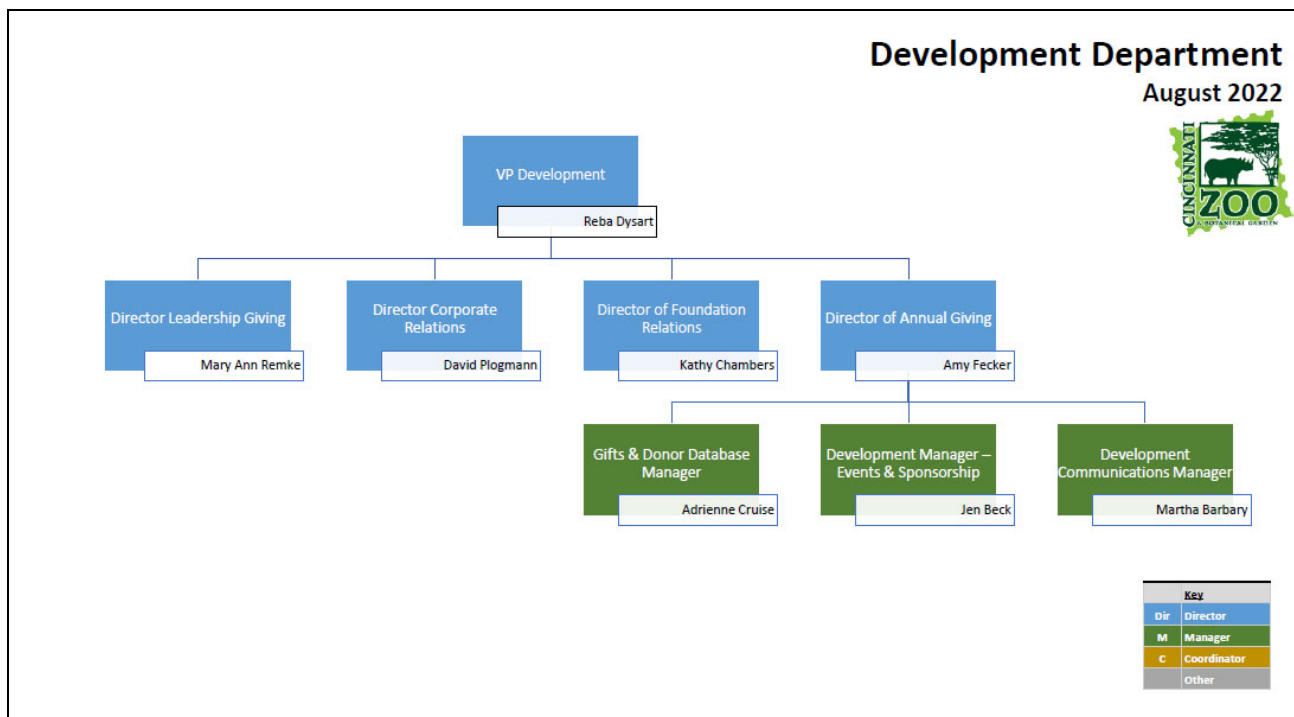 Development Department
August 2022
CINCINNATI
ZOO
& BOTANICAL GARDEN
VP Development
Reba Dysart
Director Leadership Giving
Mary Ann Remke
Director Corporate
Relations
David Plogmann
Director of Foundation
Relations
Kathy Chambers
Director of Annual Giving
Amy Fecker
Gifts & Donor Database
Manager
Adrienne Cruise
Development Manager –
Events & Sponsorship
Jen Beck
Development
Communications Manager
Martha Barbary
Key
Dir Director
M Manager
C Coordinator
Other